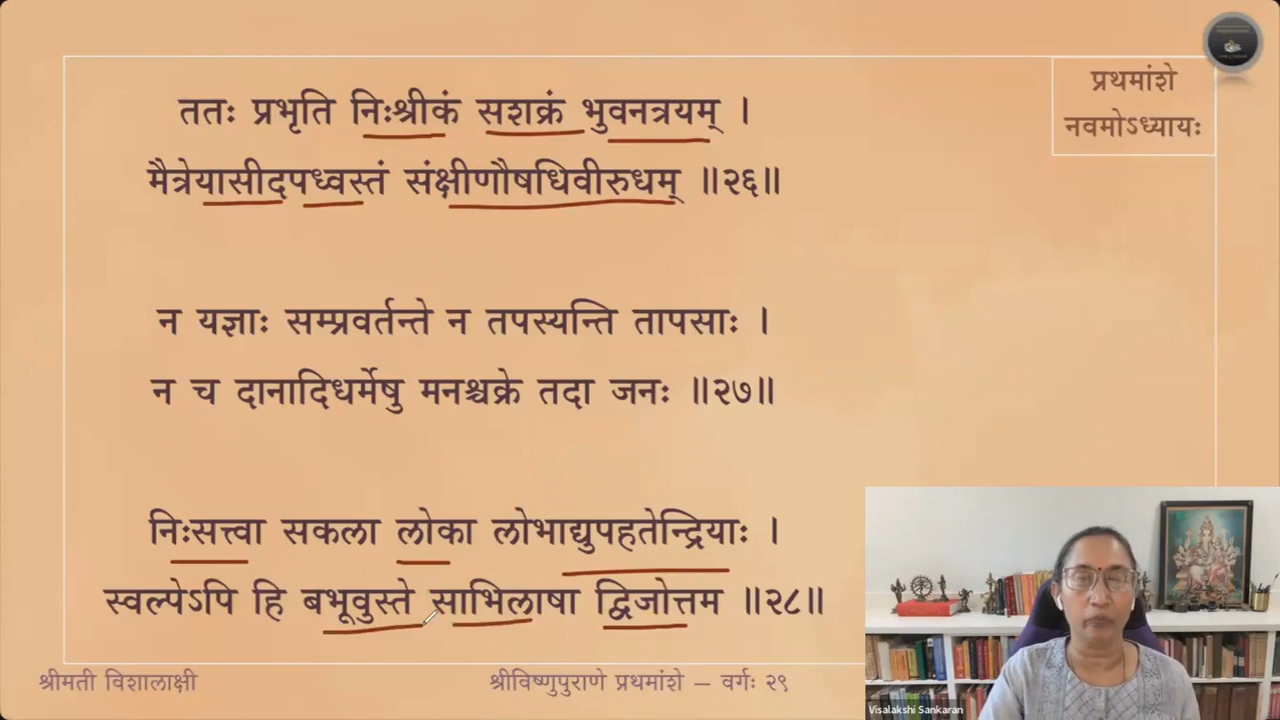 प्रथमांशे
नवमोऽध्यायः
ततः प्रभृति निःश्रीकं सशक्रं भुवनत्रयम् ।
मैत्रेयासीदपध्वस्तं संक्षीणौषधिवीरुधम् ॥२६॥
न यज्ञाः सम्प्रवर्तन्ते न तपस्यन्ति तापसाः ।
न च दानादिधर्मेषु मनश्चक्रे तदा जनः ॥२७॥
निःसत्त्वा सकला लोका लोभाद्युपहतेन्द्रियाः ।
स्वल्पेऽपि हि बभूवुस्ते साभिलाषा द्विजोत्तम ॥२८॥
श्रीमती विशालाक्षी
श्रीविष्णुपुराणे प्रथमांशे – वर्गः २९
Visalakshi Sankaran